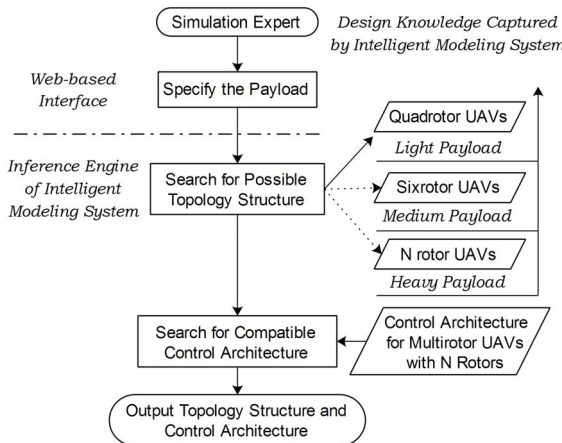 Simulation Expert
Design Knowledge Captured
by Intelligent Modeling System
Web-based
Interface
Specify the Payload
Quadrotor UAVs
Light Payload
Inference Engine
of Intelligent
Modeling System
Search for Possible
Topology Structure
Sixrotor UAVs
Medium Payload
N rotor UAVs
Heavy Payload
Search for Compatible
Control Architecture
Control Architecture
for Multirotor UAVs
with N Rotors
Output Topology Structure and
Control Architecture